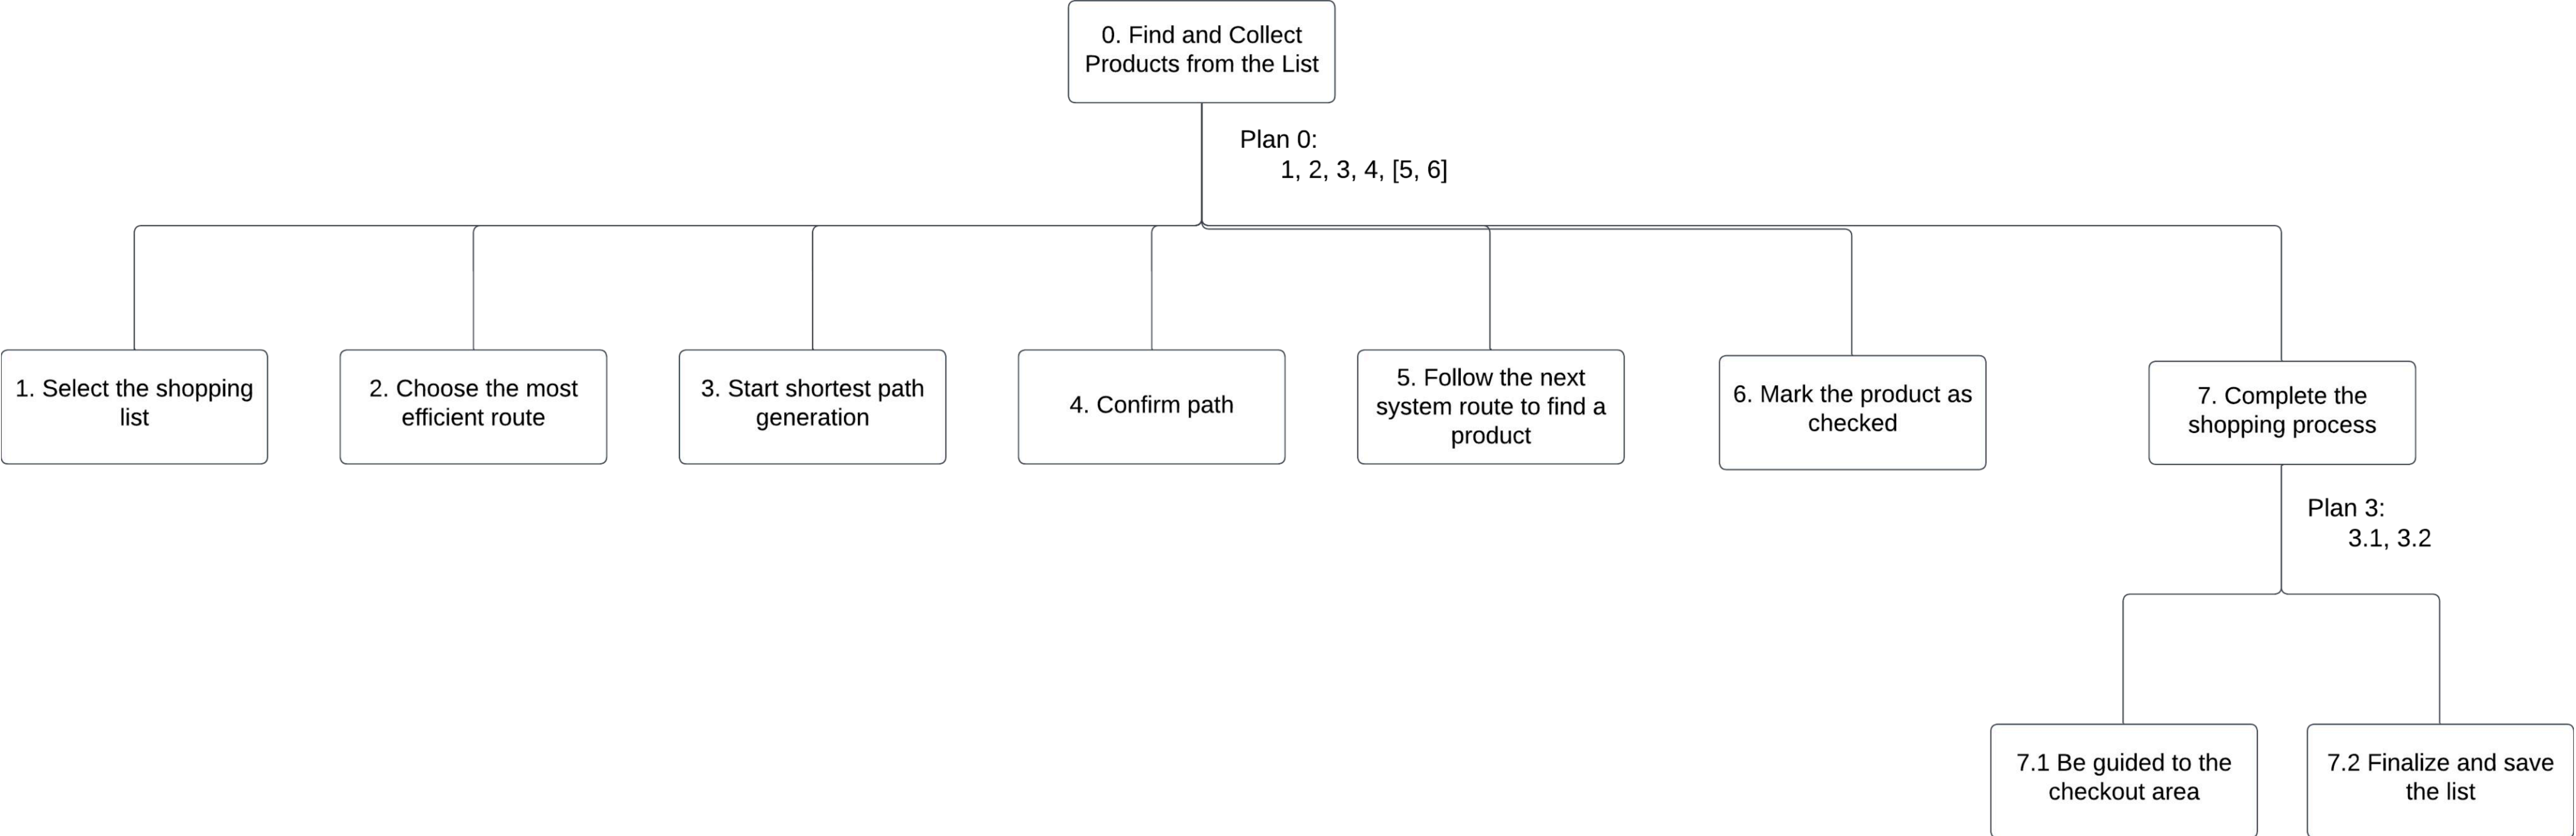 0. Find and Collect
Products from the List
Plan 0:
1, 2, 3, 4, [5, 6]
1. Select the shopping
list
2. Choose the most
efficient route
3. Start shortest path
generation
4. Confirm path
5. Follow the next
system route to find a
product
6. Mark the product as
checked
7. Complete the
shopping process
Plan 3:
3.1, 3.2
7.1 Be guided to the
checkout area
7.2 Finalize and save
the list